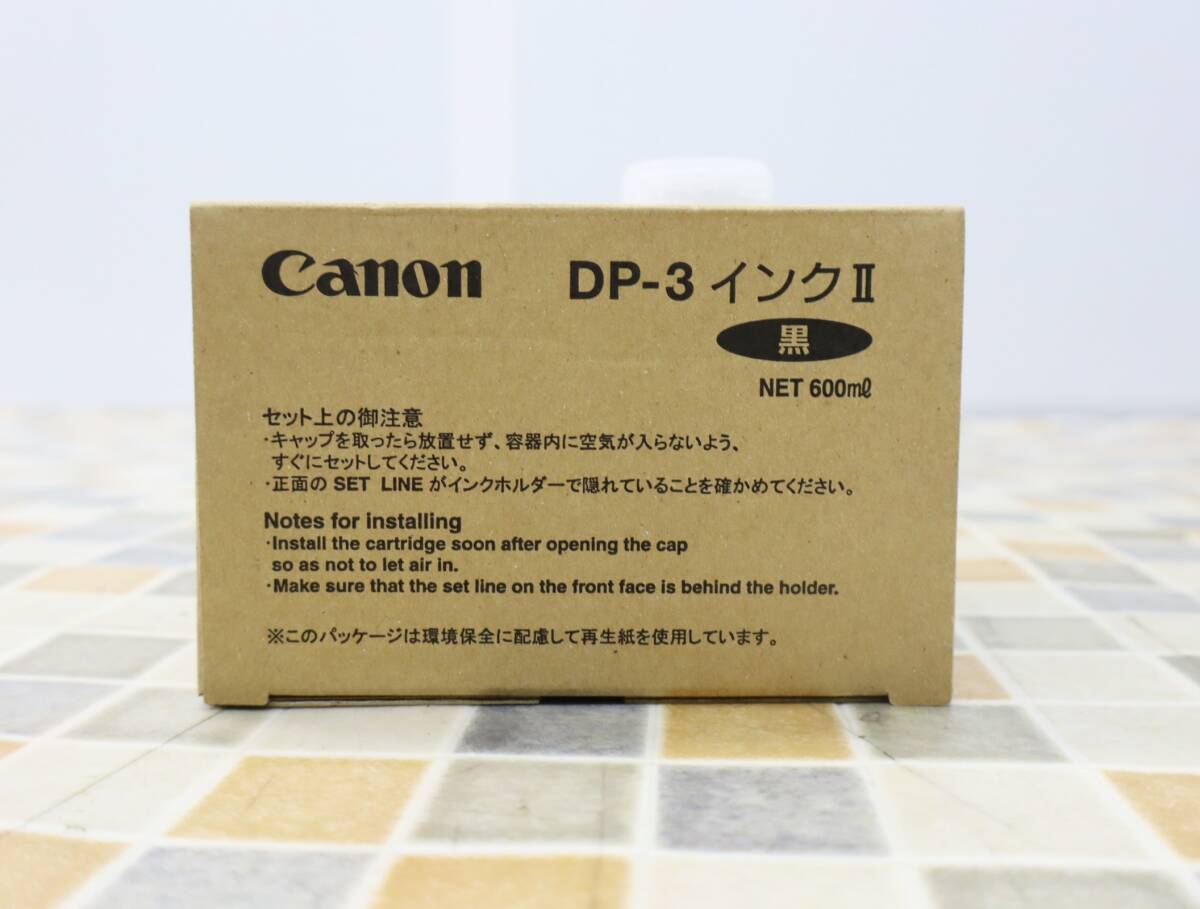 Canon DP-3 インクⅡ
黒
NET 600mℓ
セット上の御注意
・キャップを取ったら放置せず、容器内に空気が入らないよう、
すぐにセットしてください。
・正面の SET LINE がインクホルダーで隠れていることを確かめてください。
Notes for installing
・Install the cartridge soon after opening the cap
so as not to let air in.
・Make sure that the set line on the front face is behind the holder.
※このパッケージは環境保全に配慮して再生紙を使用しています。